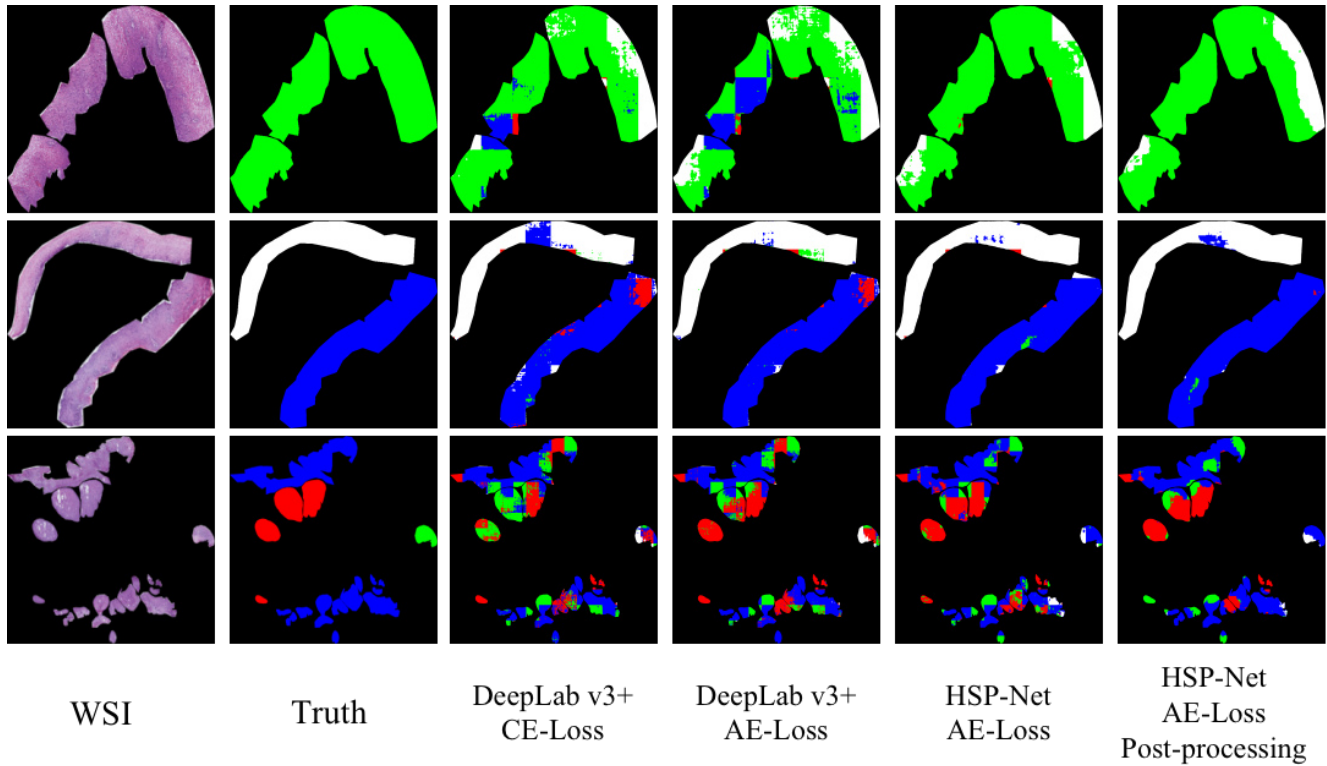 WSI
Truth
DeepLab v3+
CE-Loss
DeepLab v3+
AE-Loss
HSP-Net
AE-Loss
HSP-Net
AE-Loss
Post-processing